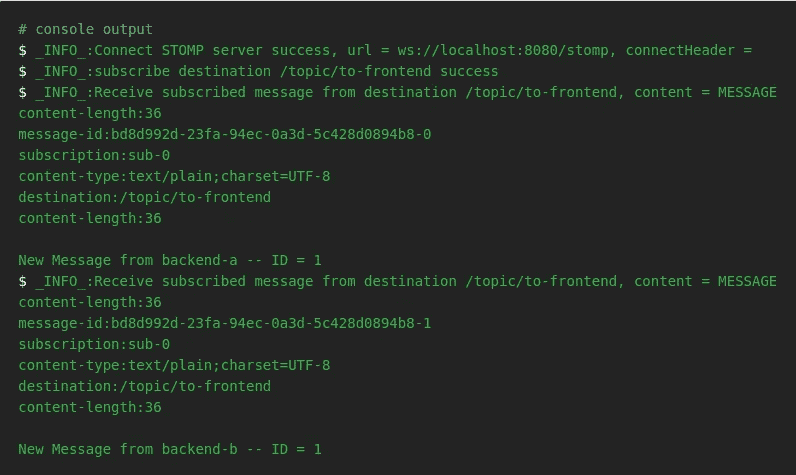 # console output
$ _INFO_:Connect STOMP server success, url = ws://localhost:8080/stomp, connectHeader =
$ _INFO_:subscribe destination /topic/to-frontend success
$ _INFO_:Receive subscribed message from destination /topic/to-frontend, content = MESSAGE
content-length:36
message-id:bd8d992d-23fa-94ec-0a3d-5c428d0894b8-0
subscription:sub-0
content-type:text/plain;charset=UTF-8
destination:/topic/to-frontend
content-length:36

New Message from backend-a -- ID = 1
$ _INFO_:Receive subscribed message from destination /topic/to-frontend, content = MESSAGE
content-length:36
message-id:bd8d992d-23fa-94ec-0a3d-5c428d0894b8-1
subscription:sub-0
content-type:text/plain;charset=UTF-8
destination:/topic/to-frontend
content-length:36

New Message from backend-b -- ID = 1